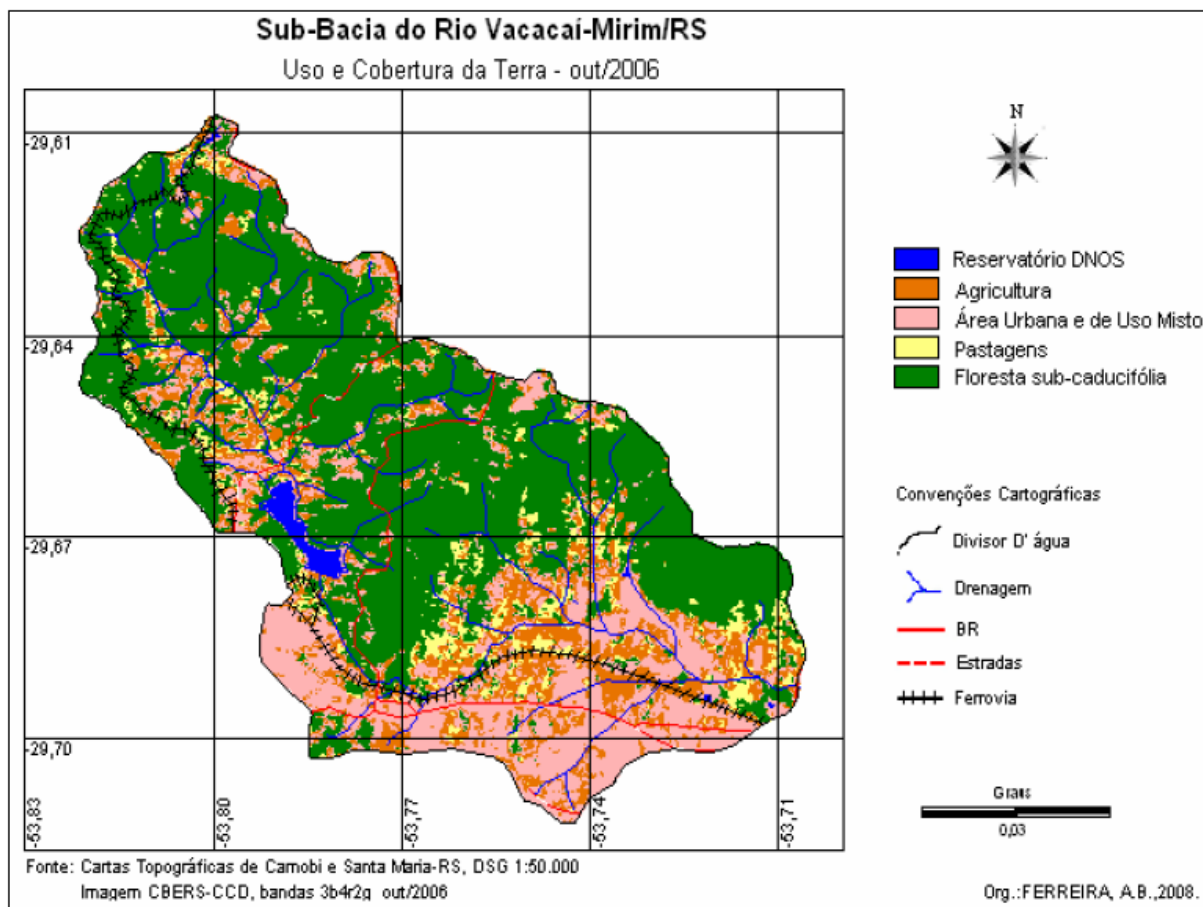 Sub-Bacia do Rio Vacacaí-Mirim/RS
Uso e Cobertura da Terra - out/2006
-29,61
-29,64
-29,67
-29,70
-53,83
-53,80
-53,77
-53,74
-53,71
N
Reservatório DNOS
Agricultura
Área Urbana e de Uso Misto
Pastagens
Floresta sub-caducifólia
Convenções Cartográficas
Divisor D' água
Drenagem
BR
Estradas
Ferrovia
Graus
0,03
Fonte: Cartas Topográficas de Camobi e Santa Maria-RS, DSG 1:50.000
Imagem CBERS-CCD, bandas 3b4r2g out/2006
Org.:FERREIRA, A.B.,2008.